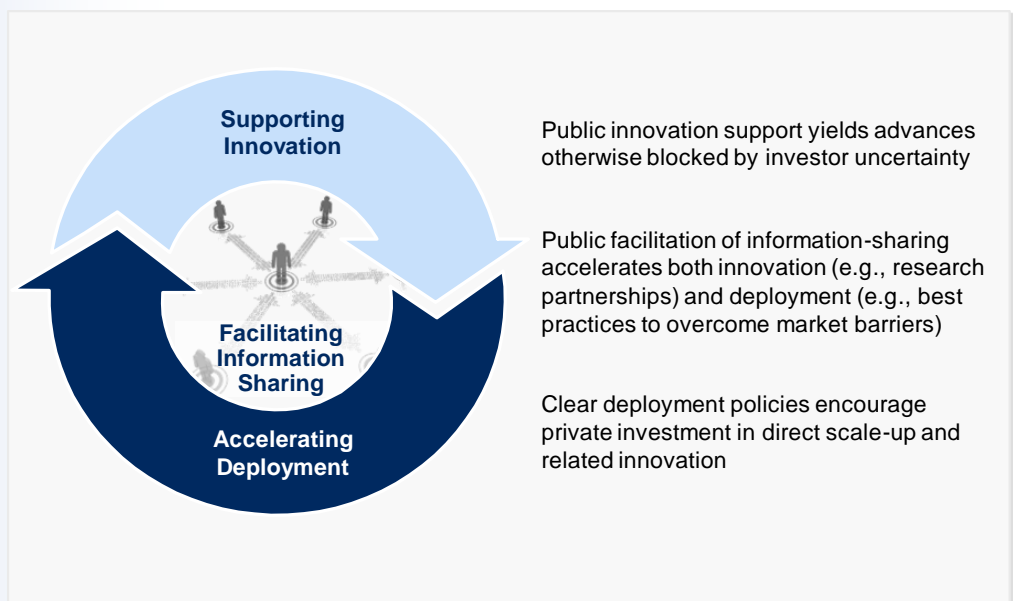 Supporting
Innovation
Public innovation support yields advances
otherwise blocked by investor uncertainty
Facilitating
Information
Sharing
Public facilitation of information-sharing
accelerates both innovation (e.g., research
partnerships) and deployment (e.g., best
practices to overcome market barriers)
Accelerating
Deployment
Clear deployment policies encourage
private investment in direct scale-up and
related innovation